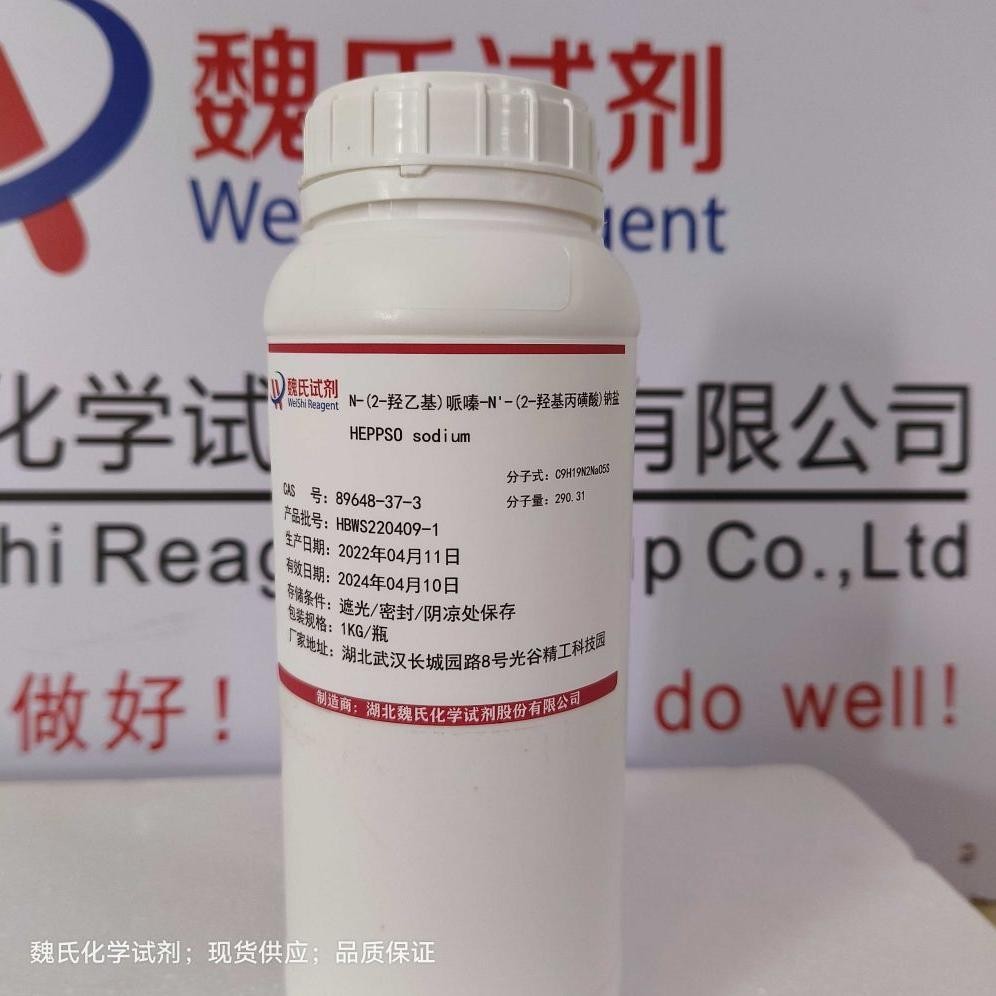 魏氏试剂
WeiShi Reagent
N-(2-羟乙基)哌嗪-N'-(2-羟基丙磺酸)钠盐
HEPPSO sodium
分子式: C9H19N2NaO5S
分子量: 290.31
CAS 号: 89648-37-3
产品批号: HBWS220409-1
生产日期: 2022年04月11日
有效日期: 2024年04月10日
存储条件: 遮光/密封/阴凉处保存
包装规格: 1KG/瓶
厂家地址: 湖北武汉长城园路8号光谷精工科技园
制造商: 湖北魏氏化学试剂股份有限公司
魏氏试剂
化学试 有限公司
Shi Reag p Co.,Ltd
做好! do well!
魏氏化学试剂；现货供应；品质保证